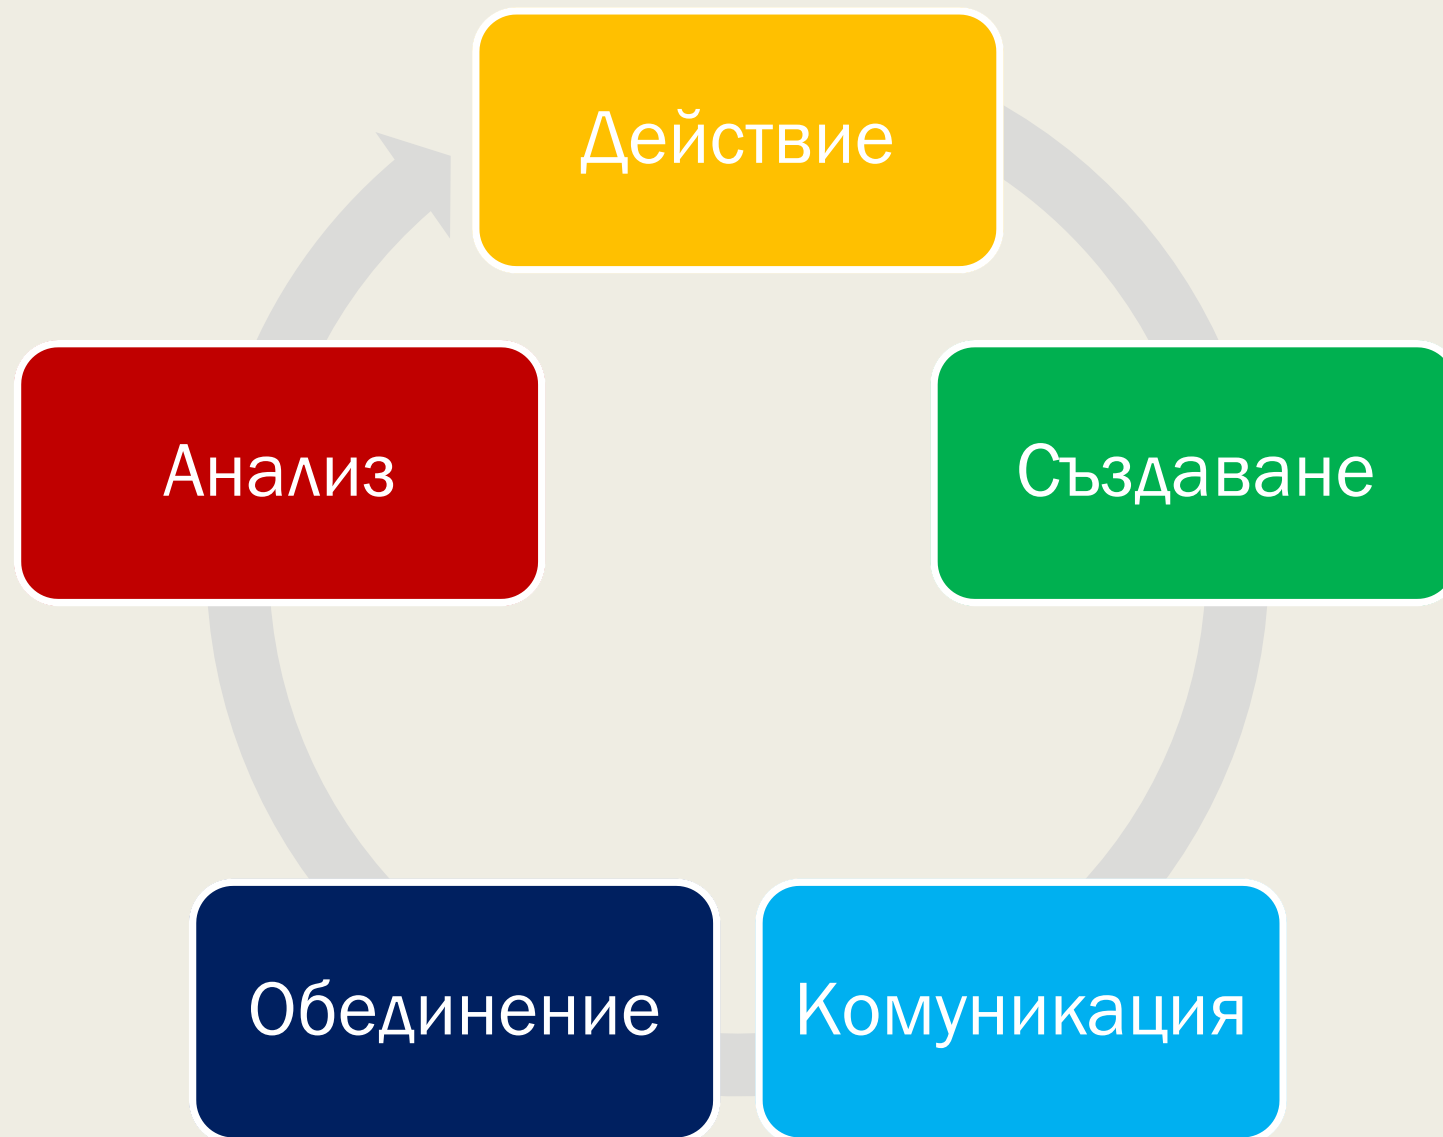 Действие
Създаване
Комуникация
Обединение
Анализ